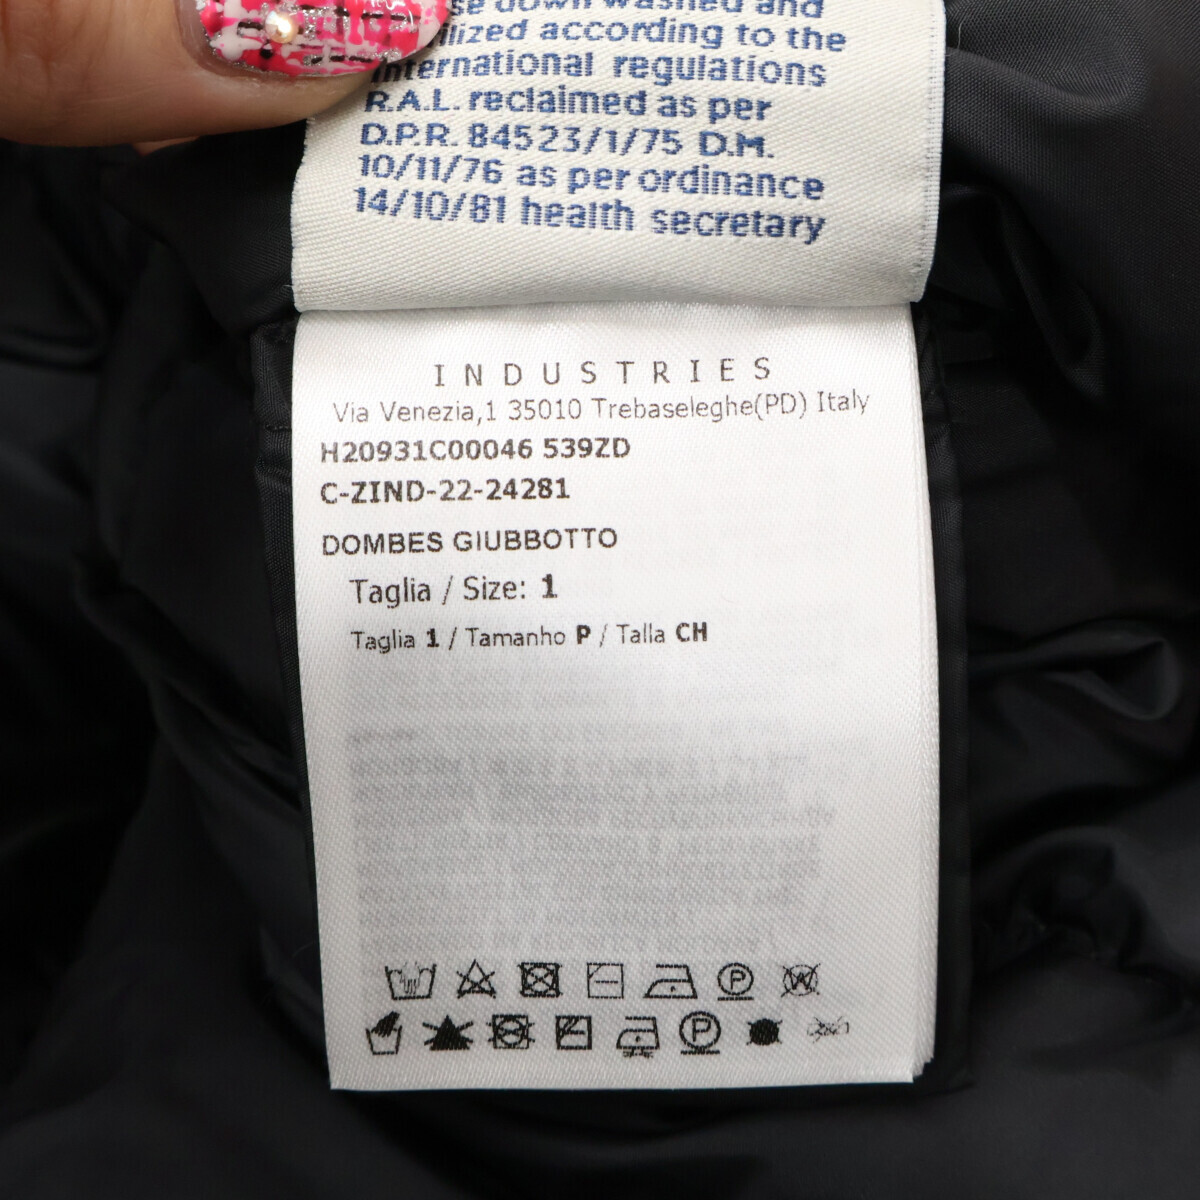 down washed and
according to the
international regulations
R.A.L. reclaimed as per
D.P.R. 84523/1/75 D.M.
10/11/76 as per ordinance
14/10/81 health secretary
INDUSTRIES
Via Venezia,1 35010 Trebaseleghe(PD) Italy
H20931C00046 539ZD
C-ZIND-22-24281
DOMBES GIUBBOTTO
Taglia / Size: 1
Taglia 1 / Tamanho P / Talla CH